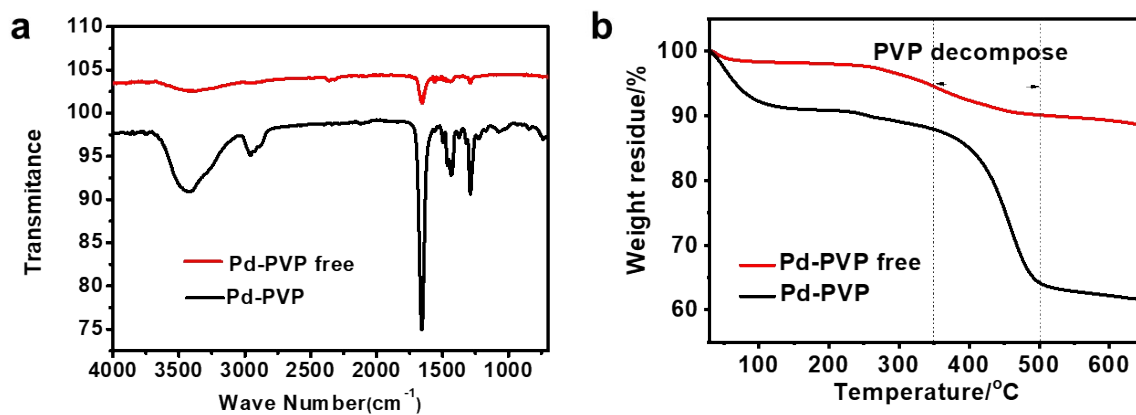 a
110
105
100
95
90
85
80
75
Transmitance
Pd-PVP free
Pd-PVP
4000 3500 3000 2500 2000 1500 1000
Wave Number(cm⁻¹)
b
100
90
80
70
60
Weight residue/%
PVP decompose
Pd-PVP free
Pd-PVP
100 200 300 400 500 600
Temperature/°C